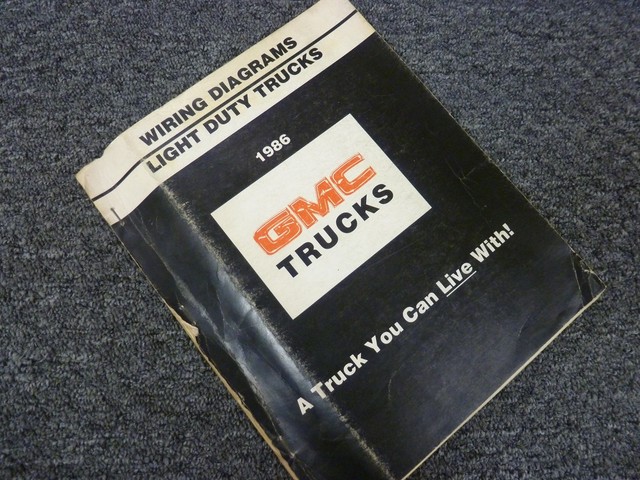 WIRING DIAGRAMS
LIGHT DUTY TRUCKS
1986
GMC
TRUCKS
A Truck You Can Live With!